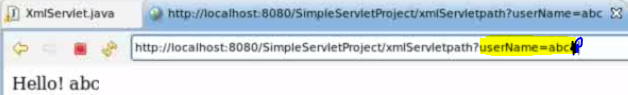 XmlServlet.java http://localhost:8080/SimpleServletProject/xmlServletpath?userName=abc
http://localhost:8080/SimpleServletProject/xmlServletpath?userName=abc
Hello! abc